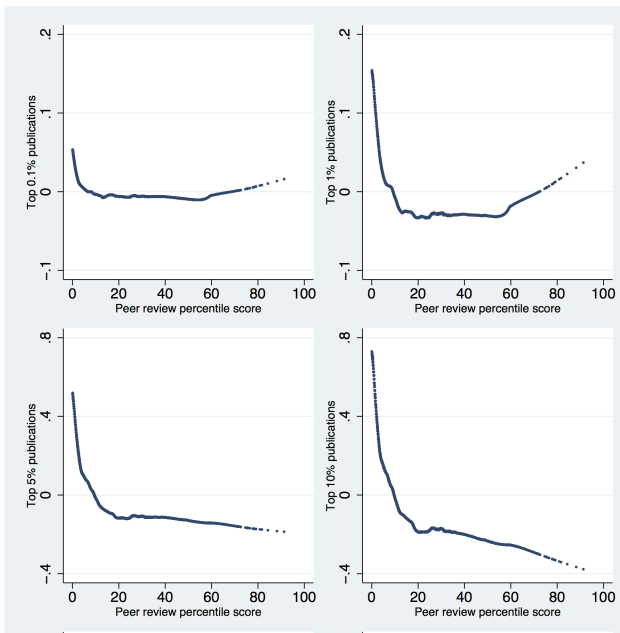 Top 0.1% publications
.2
.1
0
-.1
0 20 40 60 80 100
Peer review percentile score
Top 1% publications
.2
.1
0
-.1
0 20 40 60 80 100
Peer review percentile score
Top 5% publications
.8
.4
0
-.4
0 20 40 60 80 100
Peer review percentile score
Top 10% publications
.8
.4
0
-.4
0 20 40 60 80 100
Peer review percentile score